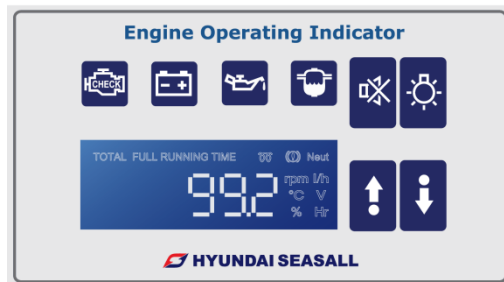 Engine Operating Indicator
CHECK
- +
TOTAL FULL RUNNING TIME Neut
99.2
rpm l/h
°C V
% Hr
HYUNDAI SEASALL